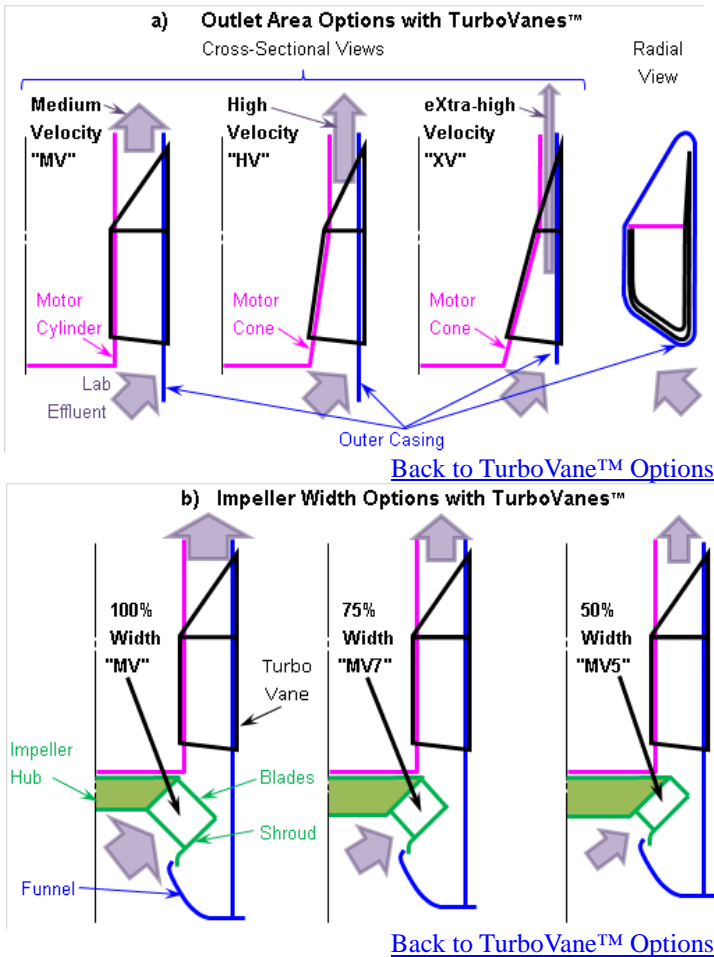 a) Outlet Area Options with TurboVanes™
Cross-Sectional Views
Radial
View
Medium
Velocity
"MV"
High
Velocity
"HV"
eXtra-high
Velocity
"XV"
Motor
Cylinder
Motor
Cone
Motor
Cone
Lab
Effluent
Outer Casing
Back to TurboVane™ Options
b) Impeller Width Options with TurboVanes™
100%
Width
"MV"
75%
Width
"MV7"
50%
Width
"MV5"
Turbo
Vane
Impeller
Hub
Blades
Shroud
Funnel
Back to TurboVane™ Options